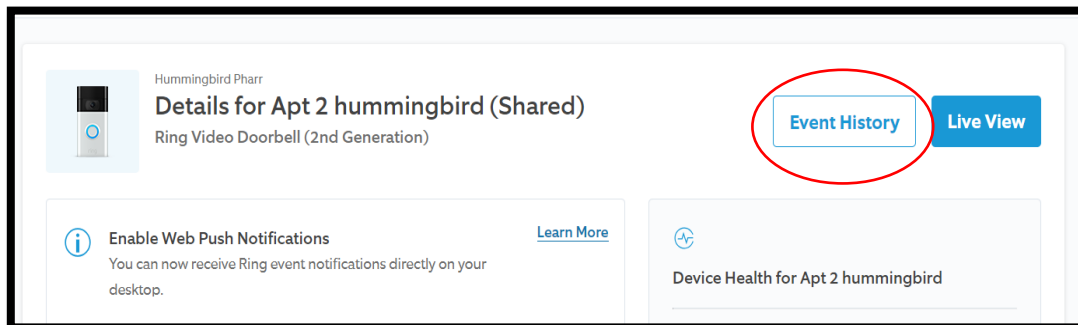 Hummingbird Pharr
Details for Apt 2 hummingbird (Shared)
Ring Video Doorbell (2nd Generation)
Event History
Live View
Enable Web Push Notifications
Learn More
You can now receive Ring event notifications directly on your
desktop.
Device Health for Apt 2 hummingbird